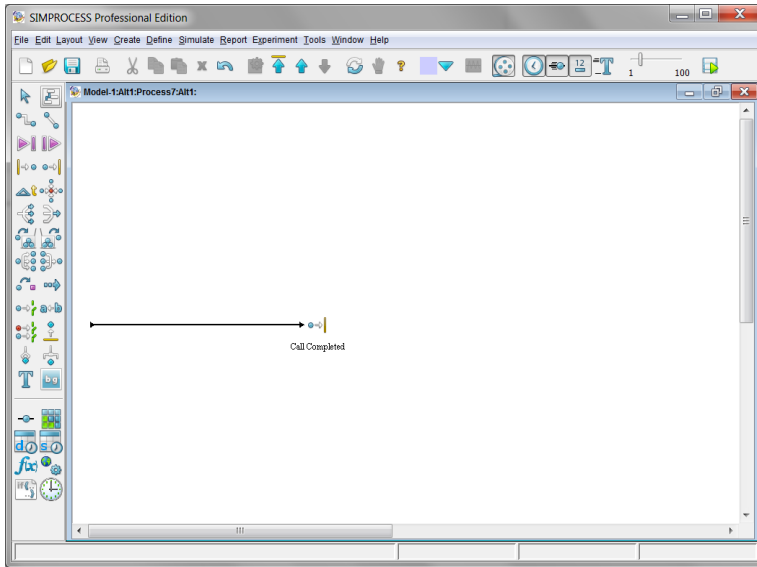 SIMPROCESS Professional Edition
File Edit Layout View Create Define Simulate Report Experiment Tools Window Help
12
T
1
100
Model-1:Alt1:Process7:Alt1:
a b
T
bg
Call Completed
d s
f(x)